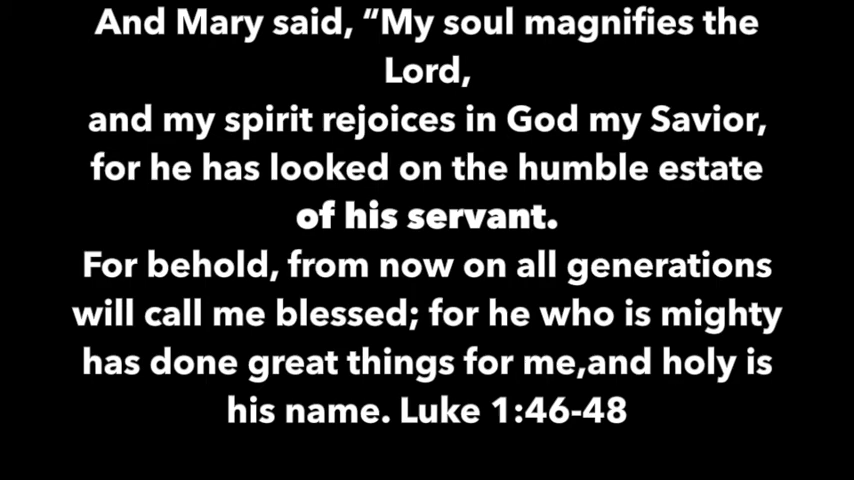 And Mary said, “My soul magnifies the
Lord,
and my spirit rejoices in God my Savior,
for he has looked on the humble estate
of his servant.
For behold, from now on all generations
will call me blessed; for he who is mighty
has done great things for me,and holy is
his name. Luke 1:46-48